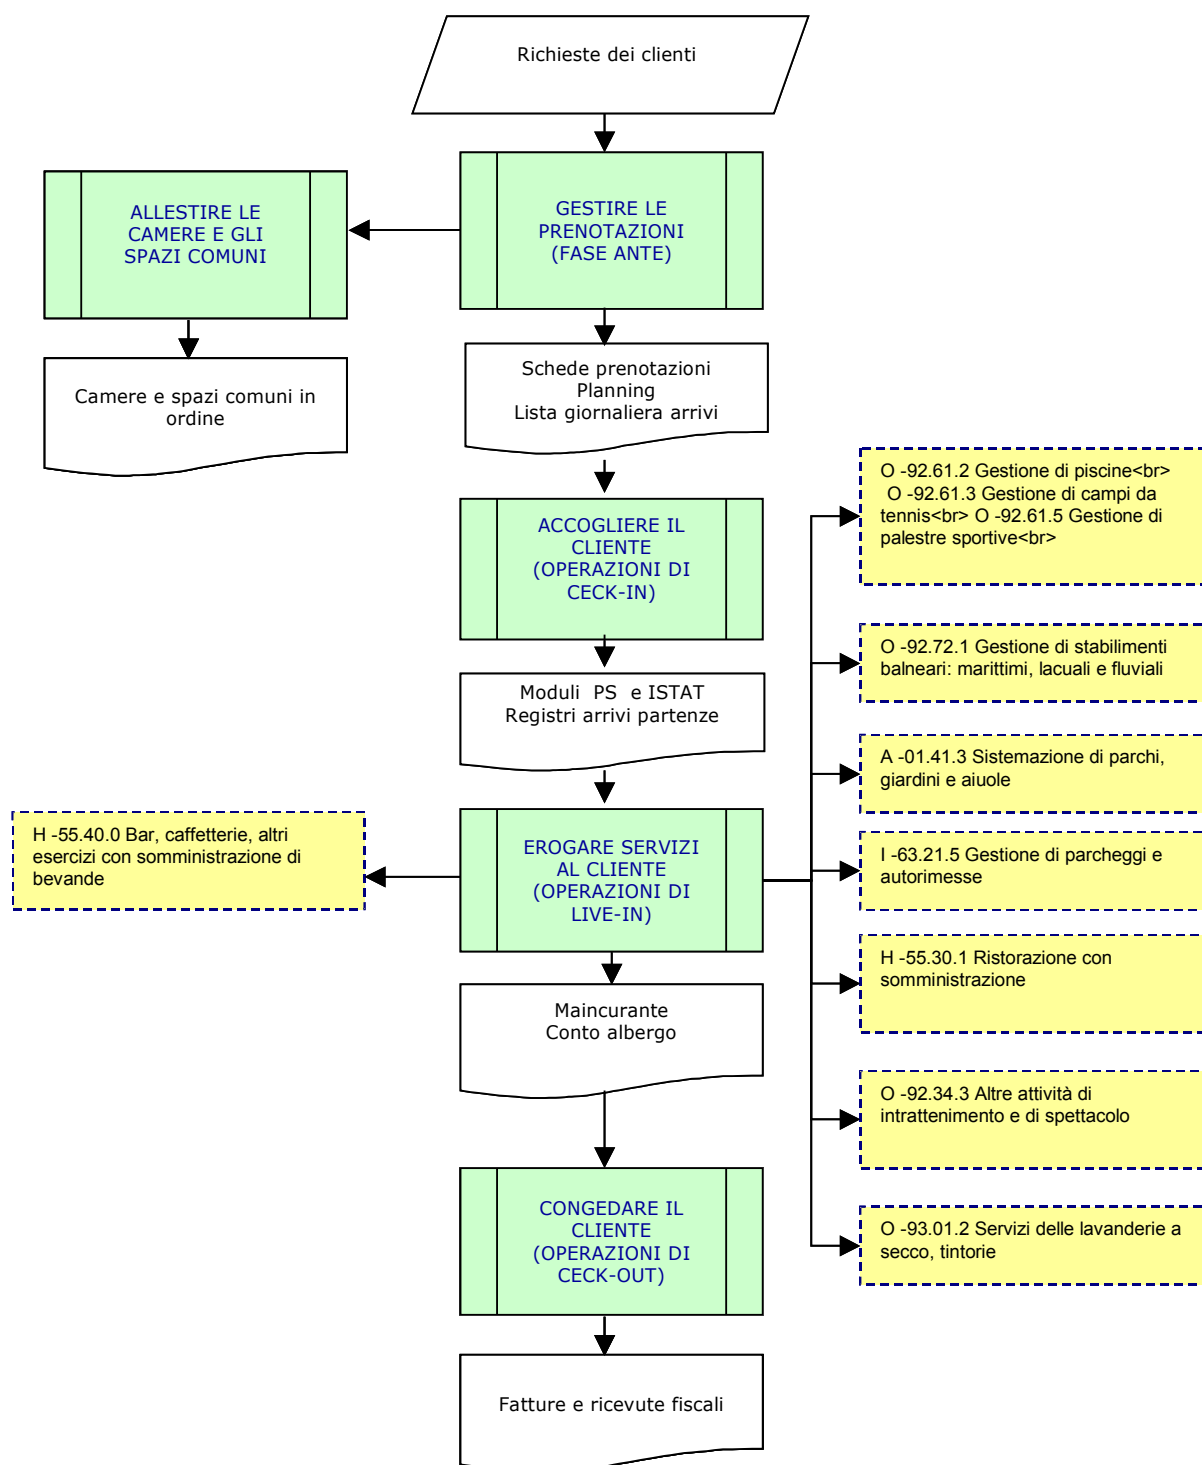 Richieste dei clienti
ALLESTIRE LE
CAMERE E GLI
SPAZI COMUNI
GESTIRE LE
PRENOTAZIONI
(FASE ANTE)
Camere e spazi comuni in
ordine
Schede prenotazioni
Planning
Lista giornaliera arrivi
ACCOGLIERE IL
CLIENTE
(OPERAZIONI DI
CECK-IN)
Moduli PS e ISTAT
Registri arrivi partenze
H -55.40.0 Bar, caffetterie, altri
esercizi con somministrazione di
bevande
EROGARE SERVIZI
AL CLIENTE
(OPERAZIONI DI
LIVE-IN)
O -92.61.2 Gestione di piscine<br>
O -92.61.3 Gestione di campi da
tennis<br> O -92.61.5 Gestione di
palestre sportive<br>
O -92.72.1 Gestione di stabilimenti
balneari: marittimi, lacuali e fluviali
A -01.41.3 Sistemazione di parchi,
giardini e aiuole
I -63.21.5 Gestione di parcheggi e
autorimesse
H -55.30.1 Ristorazione con
somministrazione
O -92.34.3 Altre attività di
intrattenimento e di spettacolo
O -93.01.2 Servizi delle lavanderie a
secco, tintorie
Maincurante
Conto albergo
CONGEDARE IL
CLIENTE
(OPERAZIONI DI
CECK-OUT)
Fatture e ricevute fiscali